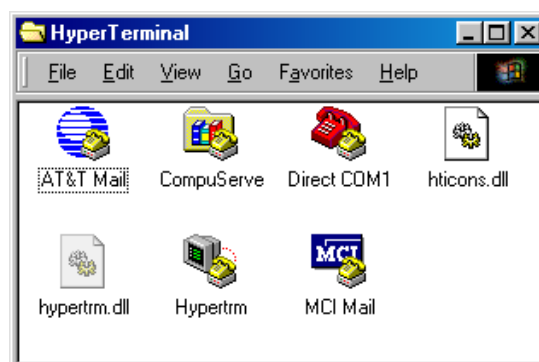 HyperTerminal
File Edit View Go Favorites Help
AT&T Mail CompuServe Direct COM1 hticons.dll
MCI
hypertrm.dll Hypertrm MCI Mail